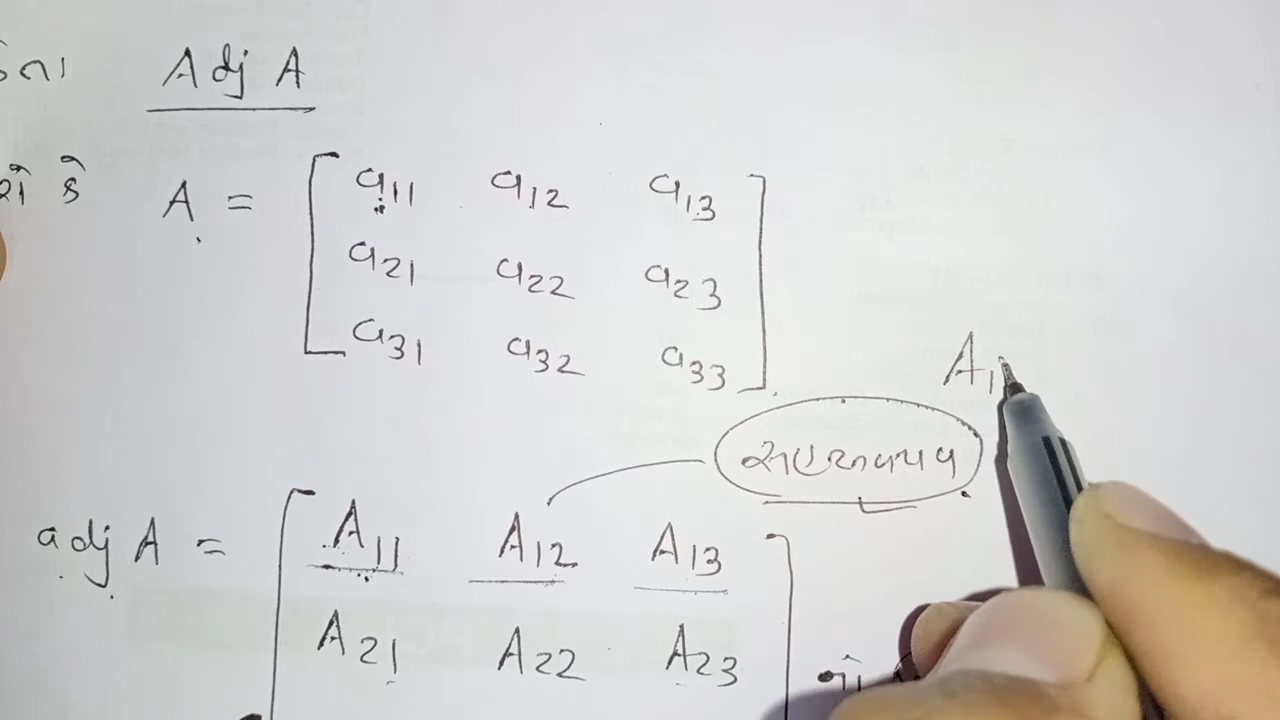 Adj A
A = [ a11 a12 a13
a21 a22 a23
a31 a32 a33 ]
A1
સહઅવયવ
adj A = [ A11 A12 A13
A21 A22 A23 ]